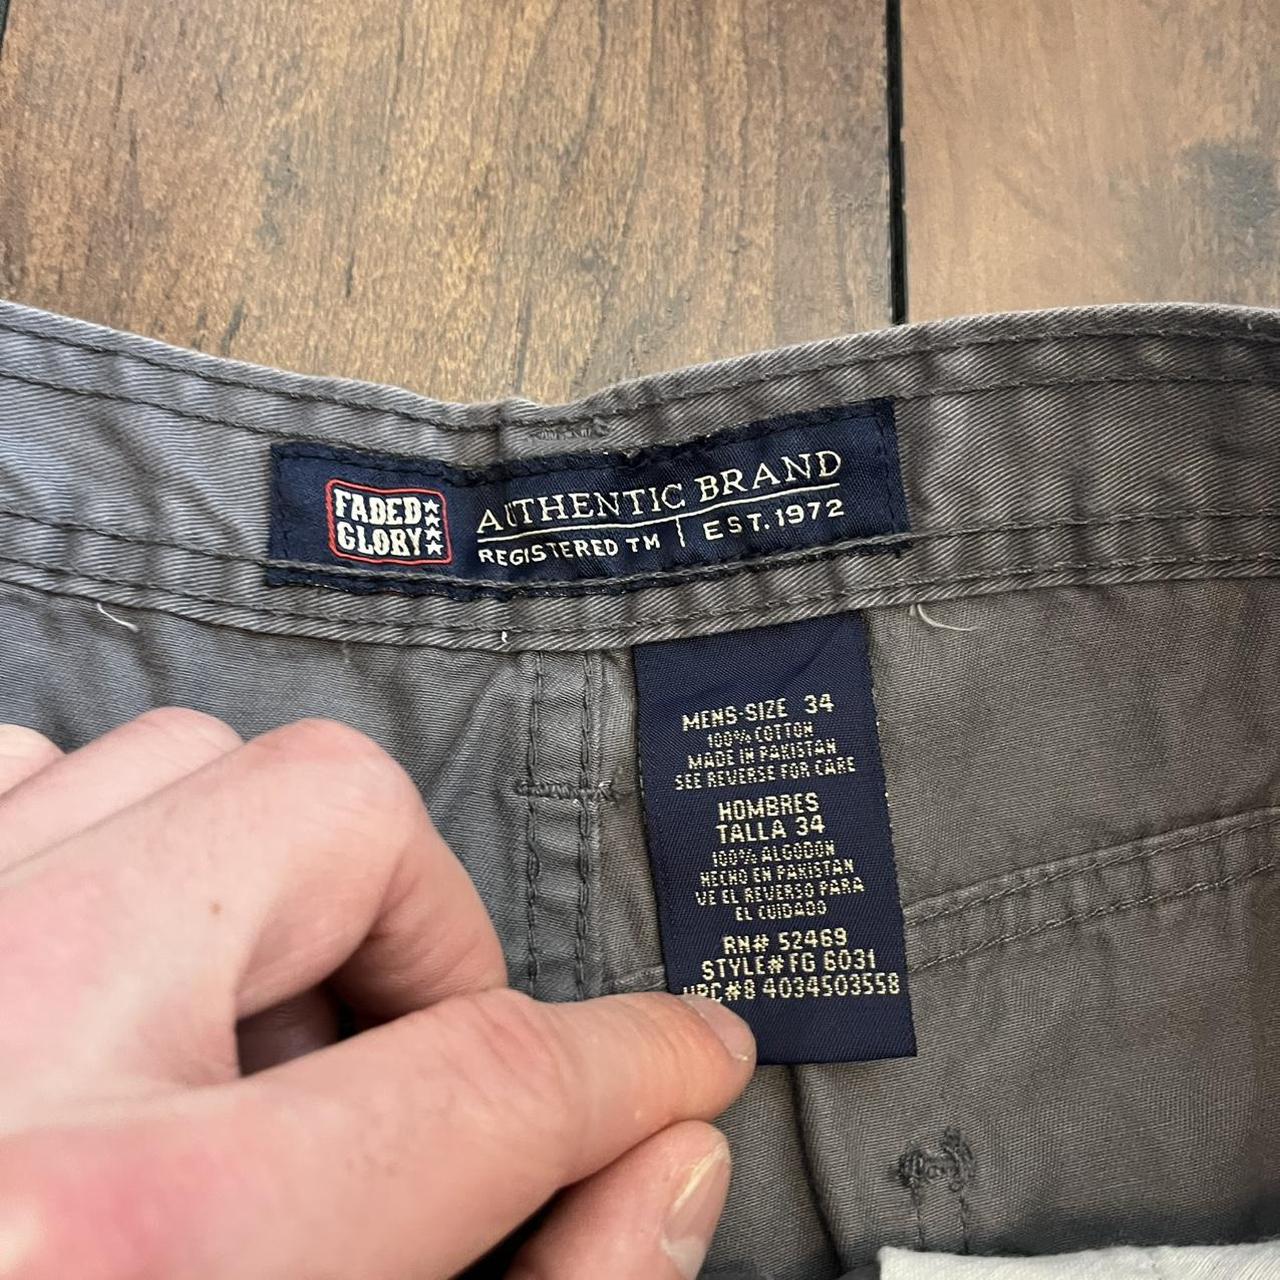 FADED
GLORY
AUTHENTIC BRAND
REGISTERED TM | EST. 1972
MENS-SIZE 34
100% COTTON
MADE IN PAKISTAN
SEE REVERSE FOR CARE
HOMBRES
TALLA 34
100% ALGODON
HECHO EN PAKISTAN
VE EL REVERSO PARA
EL CUIDADO
RN# 52469
STYLE# FG 6031
UPC#8 4034503558